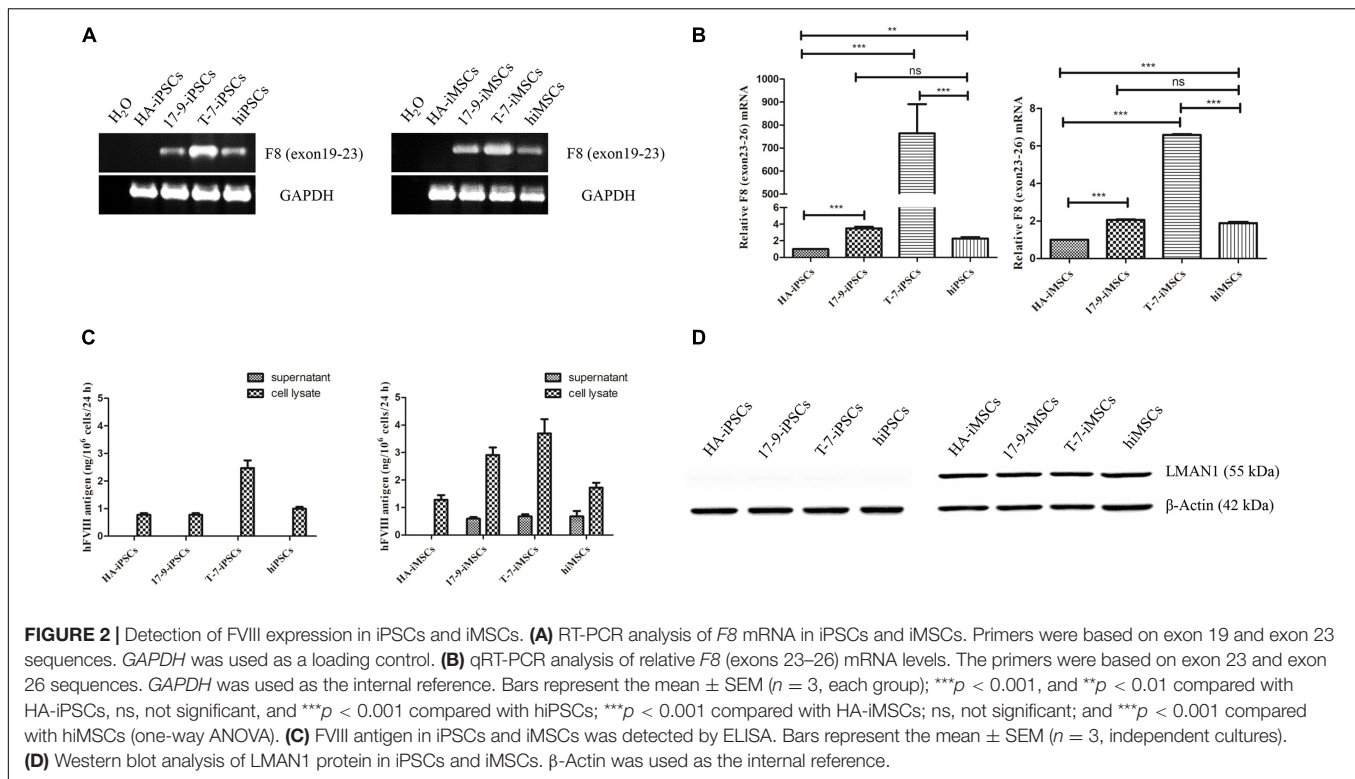 A
H₂O
HA-iPSCs
17-9-iPSCs
T-7-iPSCs
hiPSCs
F8 (exon19-23)
GAPDH
H₂O
HA-iMSCs
17-9-iMSCs
T-7-iMSCs
hiMSCs
F8 (exon19-23)
GAPDH
B
Relative F8 (exon23-26) mRNA
1000
900
800
700
600
500
6
4
2
0
**
***
ns
***
***
HA-iPSCs
17-9-iPSCs
T-7-iPSCs
hiPSCs
Relative F8 (exon23-26) mRNA
8
6
4
2
0
***
ns
***
***
***
HA-iMSCs
17-9-iMSCs
T-7-iMSCs
hiMSCs
C
hFVIII antigen (ng/10⁶ cells/24 h)
supernatant
cell lysate
5
4
3
2
1
0
HA-iPSCs
17-9-iPSCs
T-7-iPSCs
hiPSCs
hFVIII antigen (ng/10⁶ cells/24 h)
supernatant
cell lysate
5
4
3
2
1
0
HA-iMSCs
17-9-iMSCs
T-7-iMSCs
hiMSCs
D
HA-iPSCs
17-9-iPSCs
T-7-iPSCs
hiPSCs
HA-iMSCs
17-9-iMSCs
T-7-iMSCs
hiMSCs
LMAN1 (55 kDa)
β-Actin (42 kDa)
FIGURE 2 | Detection of FVIII expression in iPSCs and iMSCs. (A) RT-PCR analysis of F8 mRNA in iPSCs and iMSCs. Primers were based on exon 19 and exon 23
sequences. GAPDH was used as a loading control. (B) qRT-PCR analysis of relative F8 (exons 23–26) mRNA levels. The primers were based on exon 23 and exon
26 sequences. GAPDH was used as the internal reference. Bars represent the mean ± SEM (n = 3, each group); ***p < 0.001, and **p < 0.01 compared with
HA-iPSCs, ns, not significant, and ***p < 0.001 compared with hiPSCs; ***p < 0.001 compared with HA-iMSCs; ns, not significant; and ***p < 0.001 compared
with hiMSCs (one-way ANOVA). (C) FVIII antigen in iPSCs and iMSCs was detected by ELISA. Bars represent the mean ± SEM (n = 3, independent cultures).
(D) Western blot analysis of LMAN1 protein in iPSCs and iMSCs. β-Actin was used as the internal reference.